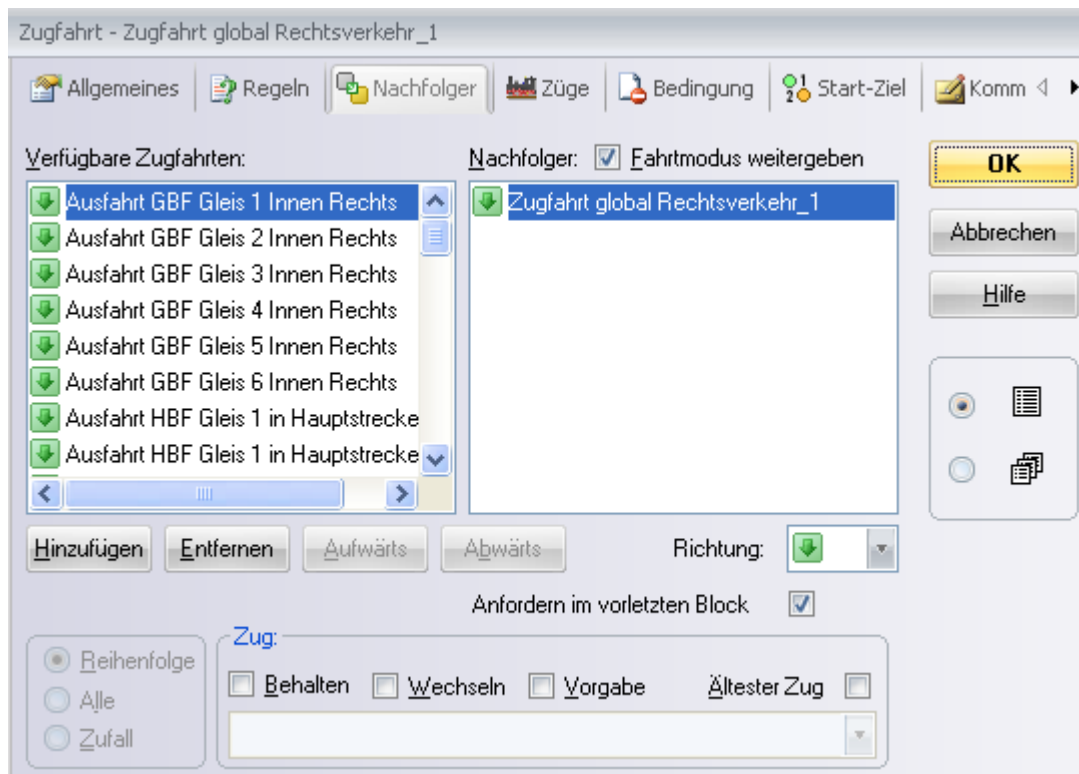 Zugfahrt - Zugfahrt global Rechtsverkehr_1
Allgemeines Regeln Nachfolger Züge Bedingung Start-Ziel Komm
Verfügbare Zugfahrten:
Nachfolger: Fahrtmodus weitergeben
Ausfahrt GBF Gleis 1 Innen Rechts
Ausfahrt GBF Gleis 2 Innen Rechts
Ausfahrt GBF Gleis 3 Innen Rechts
Ausfahrt GBF Gleis 4 Innen Rechts
Ausfahrt GBF Gleis 5 Innen Rechts
Ausfahrt GBF Gleis 6 Innen Rechts
Ausfahrt HBF Gleis 1 in Hauptstrecke
Ausfahrt HBF Gleis 1 in Hauptstrecke
Zugfahrt global Rechtsverkehr_1
OK
Abbrechen
Hilfe
Hinzufügen Entfernen Aufwärts Abwärts Richtung:
Anfordern im vorletzten Block
Reihenfolge
Alle
Zufall
Zug:
Behalten Wechseln Vorgabe Ältester Zug